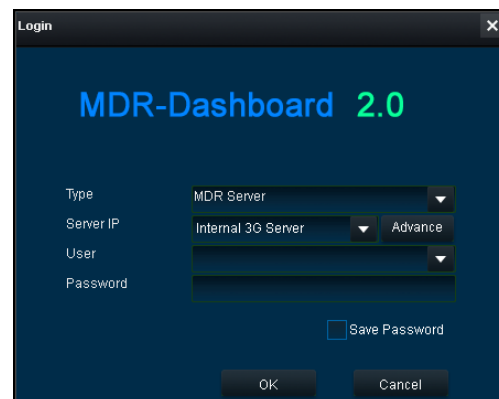 Login
MDR-Dashboard 2.0
Type MDR Server
Server IP Internal 3G Server Advance
User
Password
Save Password
OK Cancel